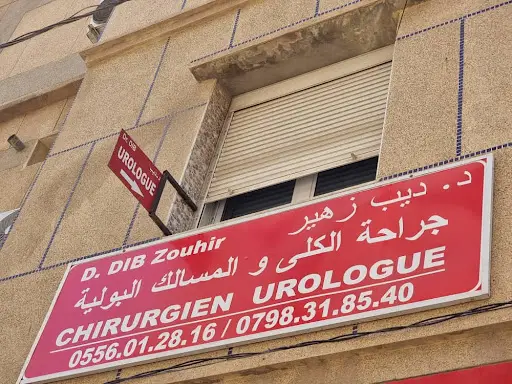 Dr. DIB
UROLOGUE
D. DIB Zouhir
د. ديب زهير
جراحة الكلى و المسالك البولية
CHIRURGIEN UROLOGUE
0556.01.28.16 / 0798.31.85.40